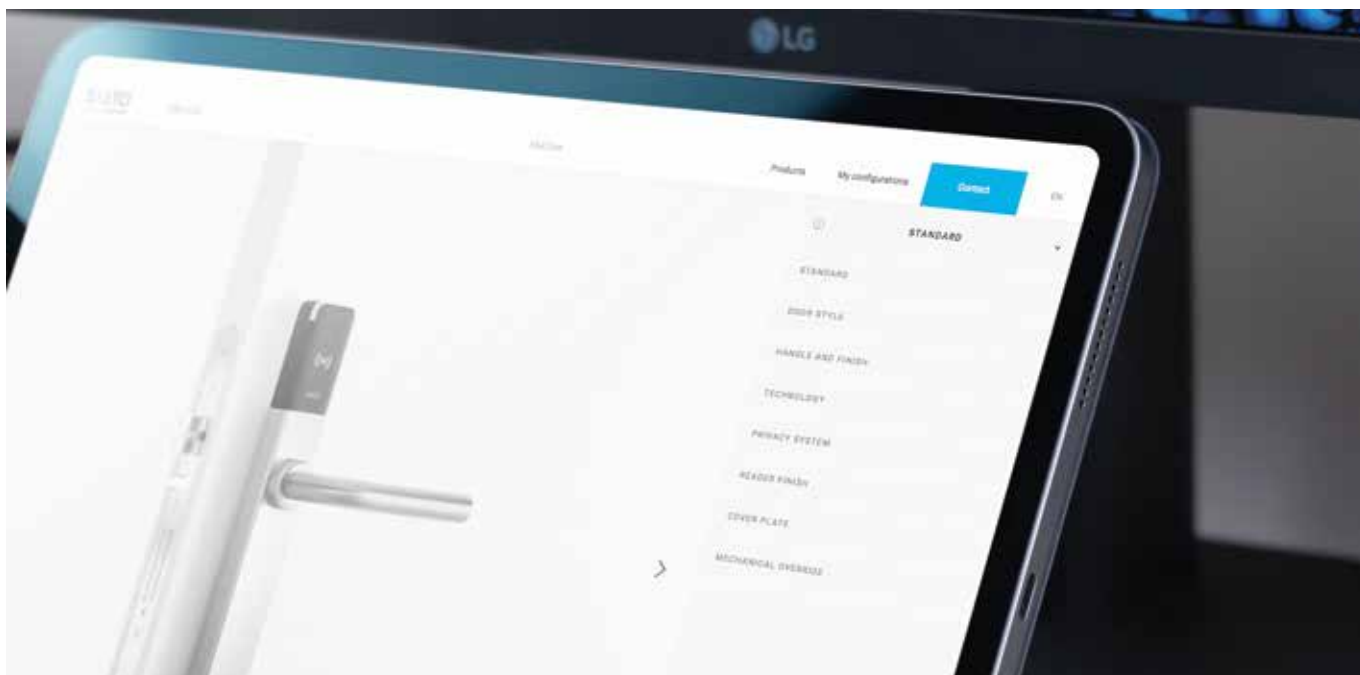 LG
Products
My configurations
Contact
EN
STANDARD
STANDARD
DOOR STYLE
HANDLE AND FINISH
TECHNOLOGY
PRIVACY SYSTEM
READER FINISH
COVER PLATE
MECHANICAL OVERRIDE